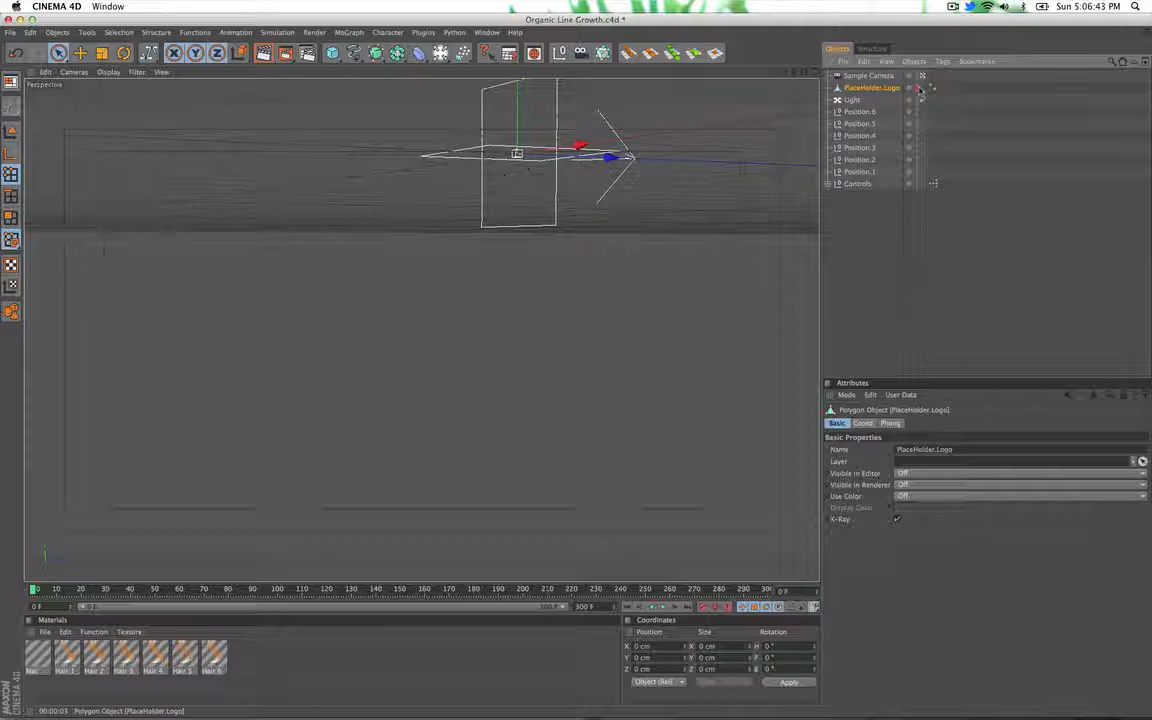 CINEMA 4D Window
Sun 5:06:43 PM
Organic Line Growth.c4d *
File Edit Objects Tools Selection Structure Functions Animation Simulation Render MoGraph Character Plugins Python Window Help
Edit Cameras Display Filter View
Perspective
Objects Structure
File Edit View Objects Tags Bookmarks
Sample Camera
PlaceHolder.Logo
Light
Position.6
Position.5
Position.4
Position.3
Position.2
Position.1
Controls
Attributes
Mode Edit User Data
Polygon Object [PlaceHolder.Logo]
Basic Coord. Phong
Basic Properties
Name PlaceHolder.Logo
Layer
Visible in Editor Off
Visible in Renderer Off
Use Color Off
Display Color
X-Ray
0 10 20 30 40 50 60 70 80 90 100 110 120 130 140 150 160 170 180 190 200 210 220 230 240 250 260 270 280 290 30 0 F
0 F 0 F 300 F 300 F
Materials
File Edit Function Texture
Mac Hair 1 Hair 2 Hair 3 Hair 4 Hair 5 Hair 6
Coordinates
Position Size Rotation
X 0 cm X 0 cm H 0 °
Y 0 cm Y 0 cm P 0 °
Z 0 cm Z 0 cm B 0 °
Object (Rel) Apply
MAXON CINEMA 4D
00:00:03 Polygon Object [PlaceHolder.Logo]